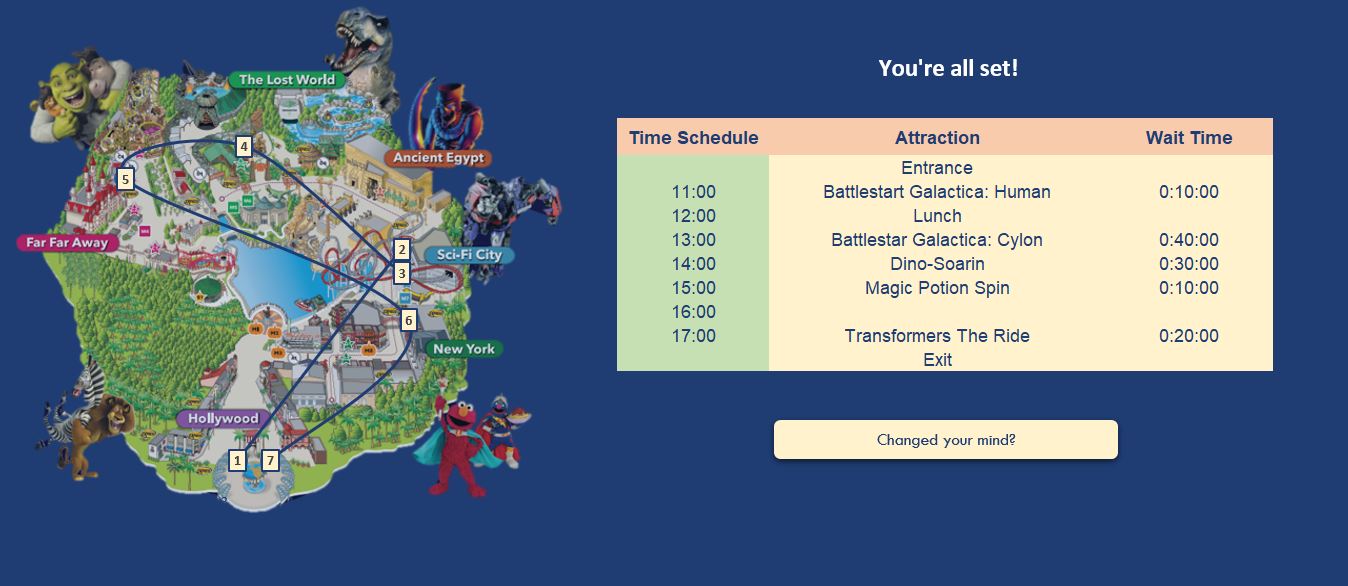 The Lost World
Ancient Egypt
4
5
Far Far Away
2
Sci-Fi City
3
6
New York
Hollywood
1
7
You're all set!
Time Schedule Attraction Wait Time
Entrance
11:00 Battlestart Galactica: Human 0:10:00
12:00 Lunch
13:00 Battlestar Galactica: Cylon 0:40:00
14:00 Dino-Soarin 0:30:00
15:00 Magic Potion Spin 0:10:00
16:00
17:00 Transformers The Ride 0:20:00
Exit
Changed your mind?